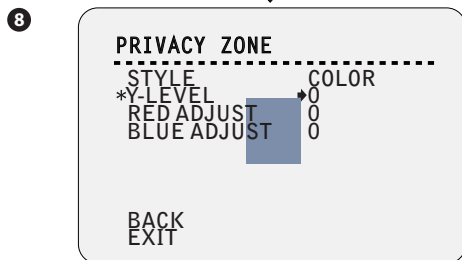 8
PRIVACY ZONE
STYLE COLOR
*Y-LEVEL 0
RED ADJUST 0
BLUE ADJUST 0
BACK
EXIT